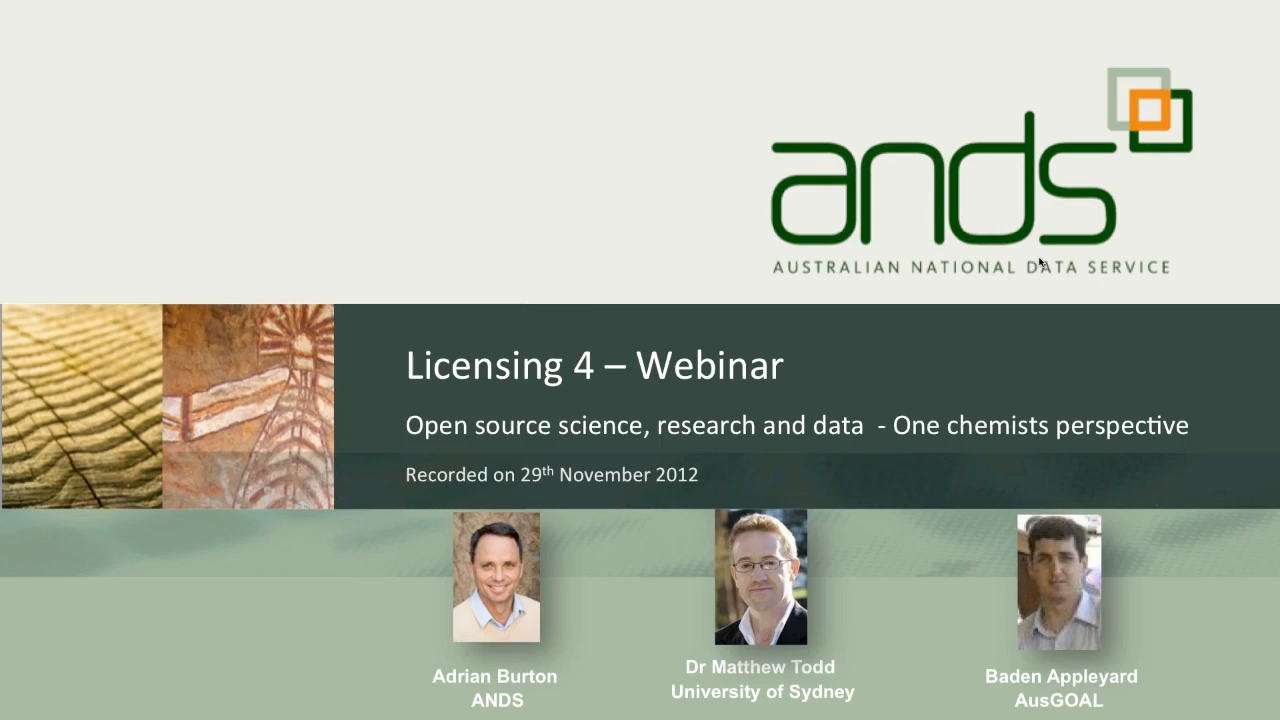 ands
AUSTRALIAN NATIONAL DATA SERVICE
Licensing 4 – Webinar
Open source science, research and data - One chemists perspective
Recorded on 29th November 2012
Adrian Burton
ANDS
Dr Matthew Todd
University of Sydney
Baden Appleyard
AusGOAL